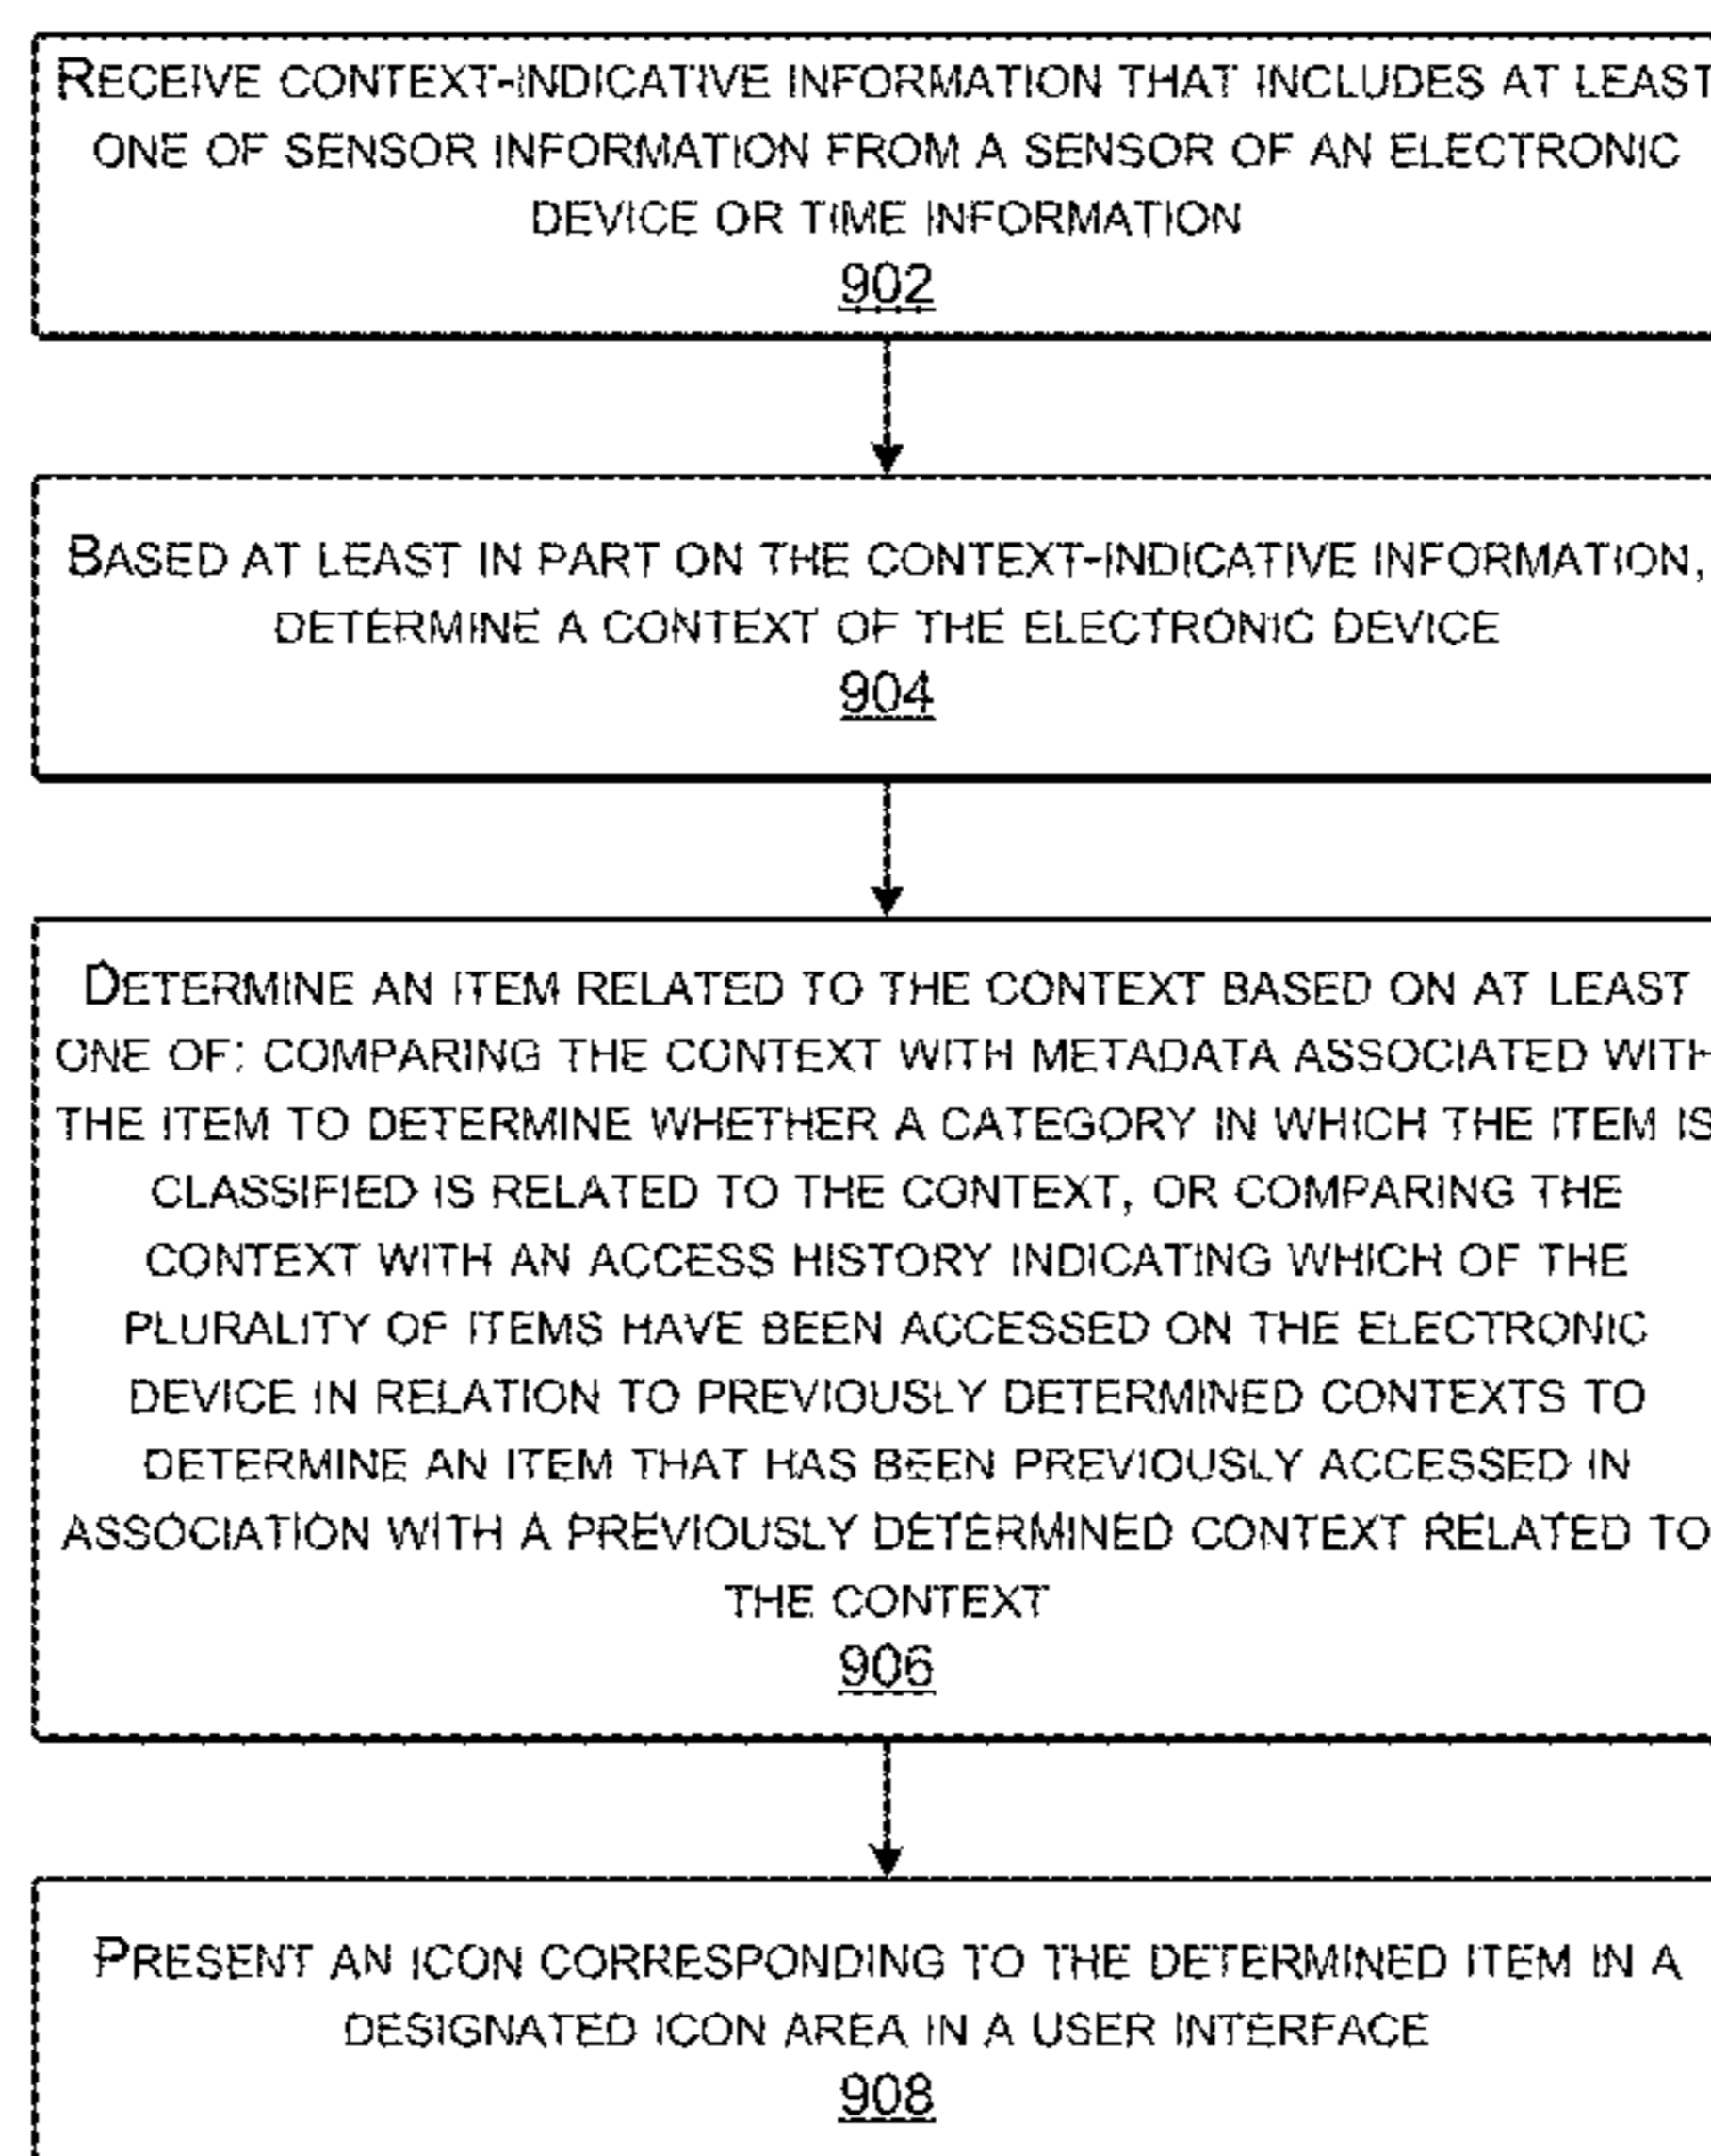 RECEIVE CONTEXT-INDICATIVE INFORMATION THAT INCLUDES AT LEAST
ONE OF SENSOR INFORMATION FROM A SENSOR OF AN ELECTRONIC
DEVICE OR TIME INFORMATION
902
BASED AT LEAST IN PART ON THE CONTEXT-INDICATIVE INFORMATION,
DETERMINE A CONTEXT OF THE ELECTRONIC DEVICE
904
DETERMINE AN ITEM RELATED TO THE CONTEXT BASED ON AT LEAST
ONE OF: COMPARING THE CONTEXT WITH METADATA ASSOCIATED WITH
THE ITEM TO DETERMINE WHETHER A CATEGORY IN WHICH THE ITEM IS
CLASSIFIED IS RELATED TO THE CONTEXT, OR COMPARING THE
CONTEXT WITH AN ACCESS HISTORY INDICATING WHICH OF THE
PLURALITY OF ITEMS HAVE BEEN ACCESSED ON THE ELECTRONIC
DEVICE IN RELATION TO PREVIOUSLY DETERMINED CONTEXTS TO
DETERMINE AN ITEM THAT HAS BEEN PREVIOUSLY ACCESSED IN
ASSOCIATION WITH A PREVIOUSLY DETERMINED CONTEXT RELATED TO
THE CONTEXT
906
PRESENT AN ICON CORRESPONDING TO THE DETERMINED ITEM IN A
DESIGNATED ICON AREA IN A USER INTERFACE
908